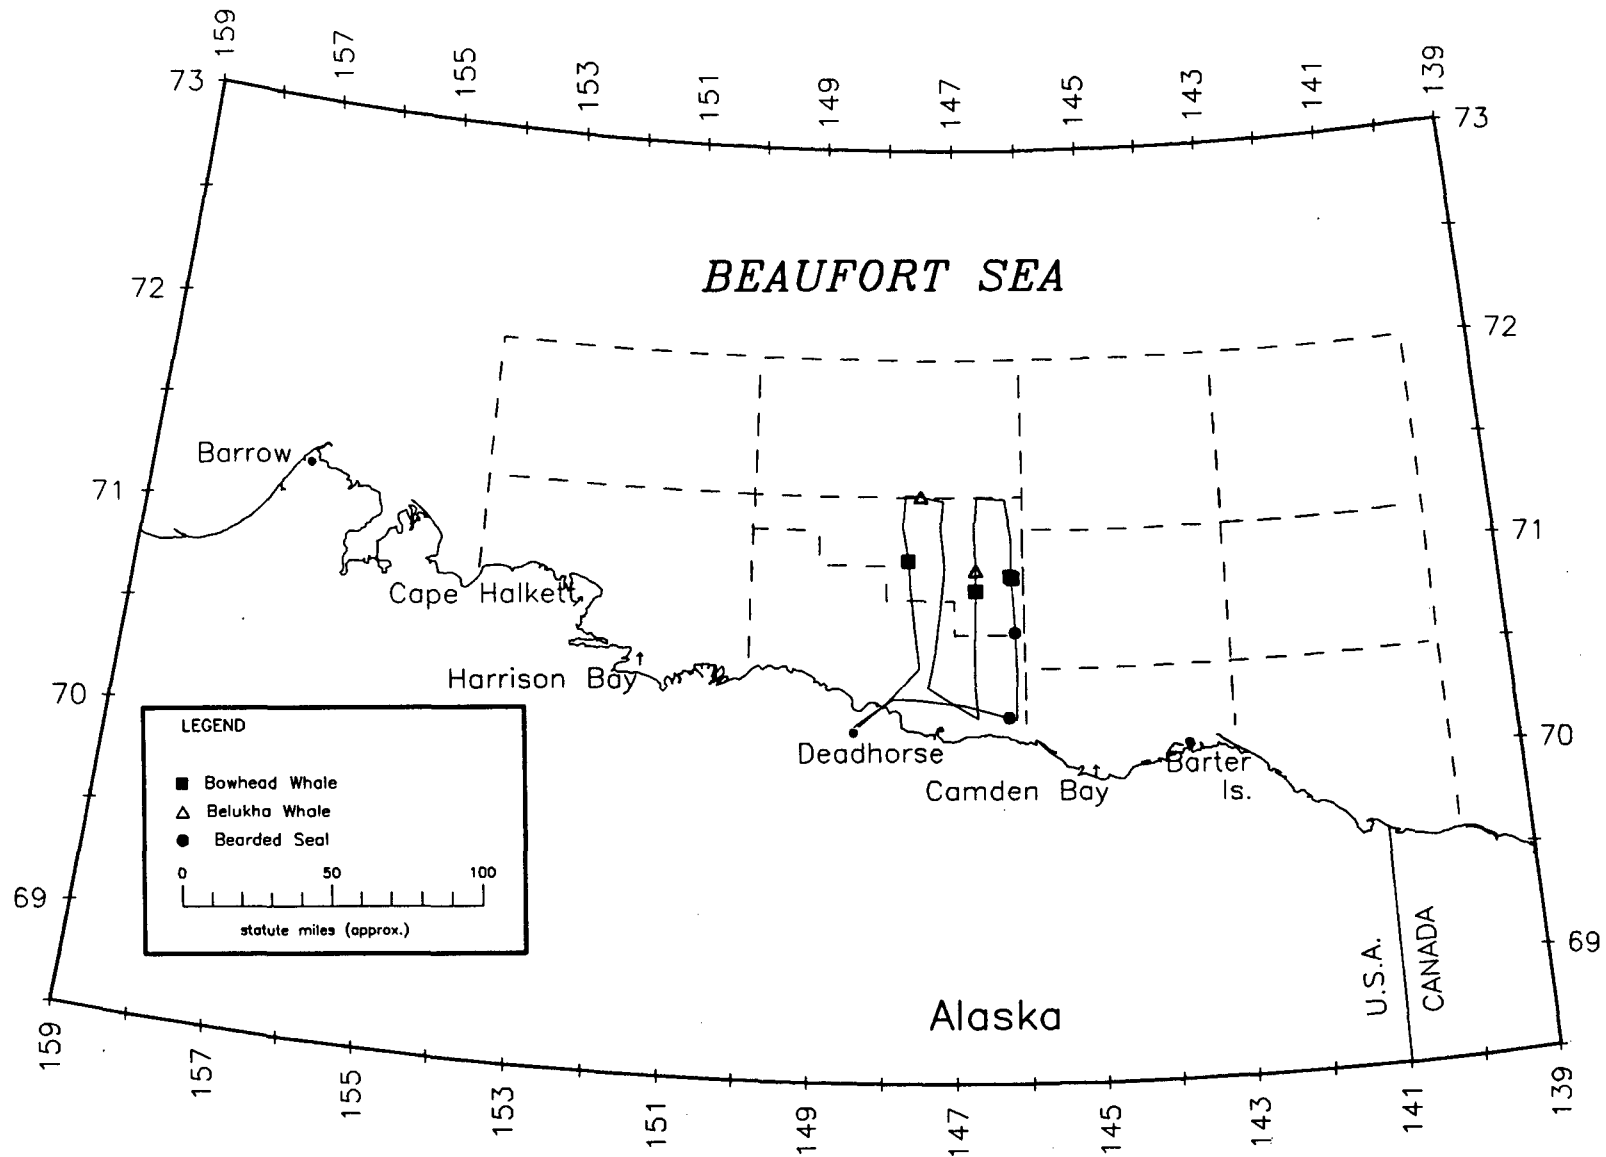 159
157
155
153
151
149
147
145
143
141
139
73
73
BEAUFORT SEA
72
72
Barrow
71
71
Cape Halkett
Harrison Bay
70
70
Deadhorse
Camden Bay
Barter
Is.
LEGEND
Bowhead Whale
Belukha Whale
Bearded Seal
0 50 100
statute miles (approx.)
69
69
U.S.A.
CANADA
Alaska
159
157
155
153
151
149
147
145
143
141
139